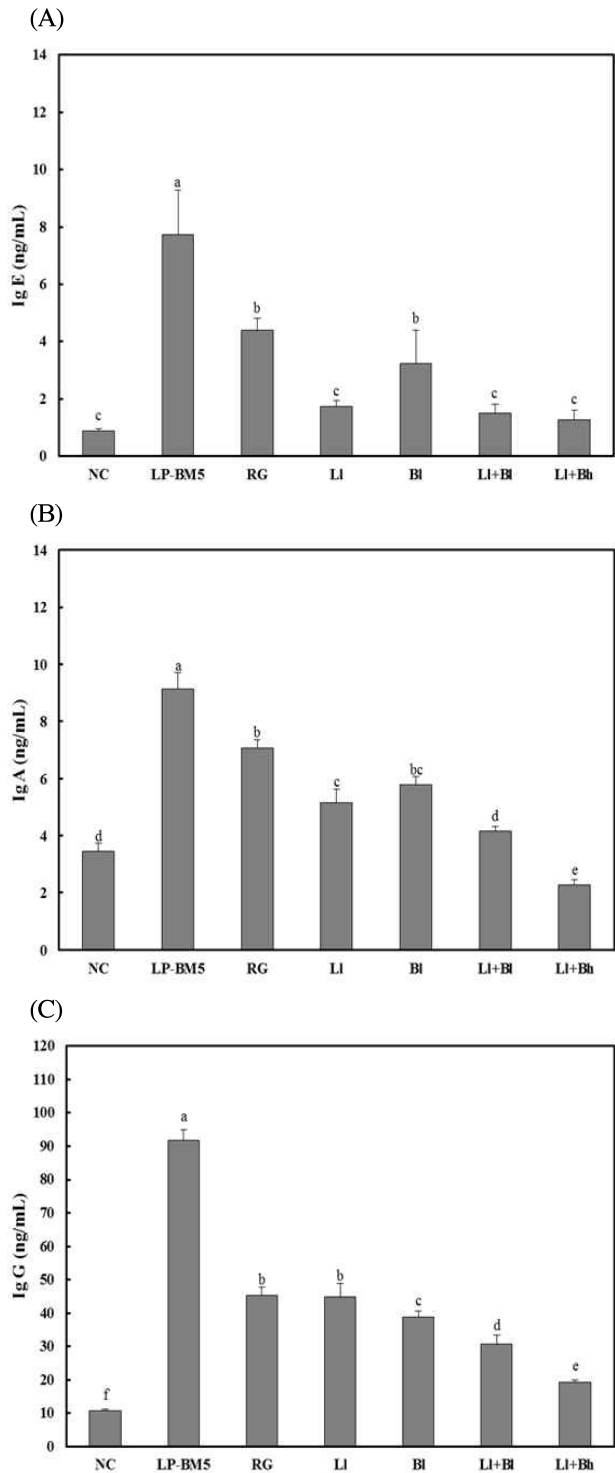 (A)
14
12
10
8
6
4
2
0
Ig E (ng/mL)
c
a
b
c
b
c
c
NC LP-BM5 RG Ll Bl Ll+Bl Ll+Bh
(B)
14
12
10
8
6
4
2
0
Ig A (ng/mL)
d
a
b
c
bc
d
e
NC LP-BM5 RG Ll Bl Ll+Bl Ll+Bh
(C)
120
110
100
90
80
70
60
50
40
30
20
10
0
Ig G (ng/mL)
f
a
b
b
c
d
e
NC LP-BM5 RG Ll Bl Ll+Bl Ll+Bh